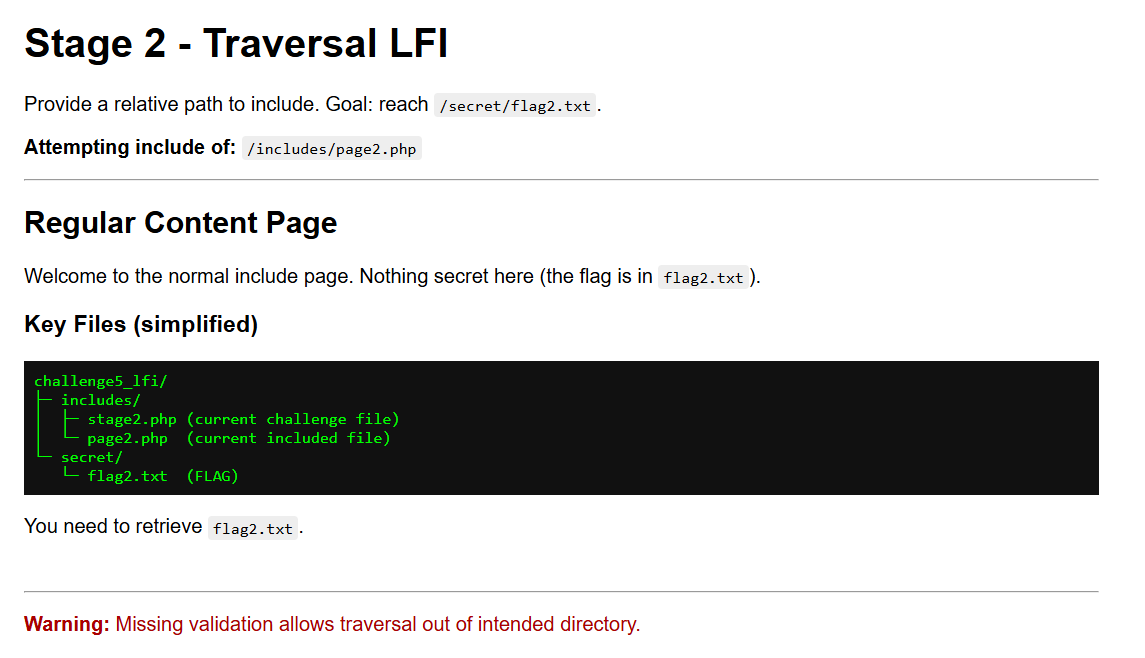 Stage 2 - Traversal LFI
Provide a relative path to include. Goal: reach /secret/flag2.txt.
Attempting include of: /includes/page2.php
Regular Content Page
Welcome to the normal include page. Nothing secret here (the flag is in flag2.txt).
Key Files (simplified)
challenge5_lfi/
├─ includes/
│  ├─ stage2.php (current challenge file)
│  └─ page2.php  (current included file)
└─ secret/
   └─ flag2.txt  (FLAG)
You need to retrieve flag2.txt.
Warning: Missing validation allows traversal out of intended directory.